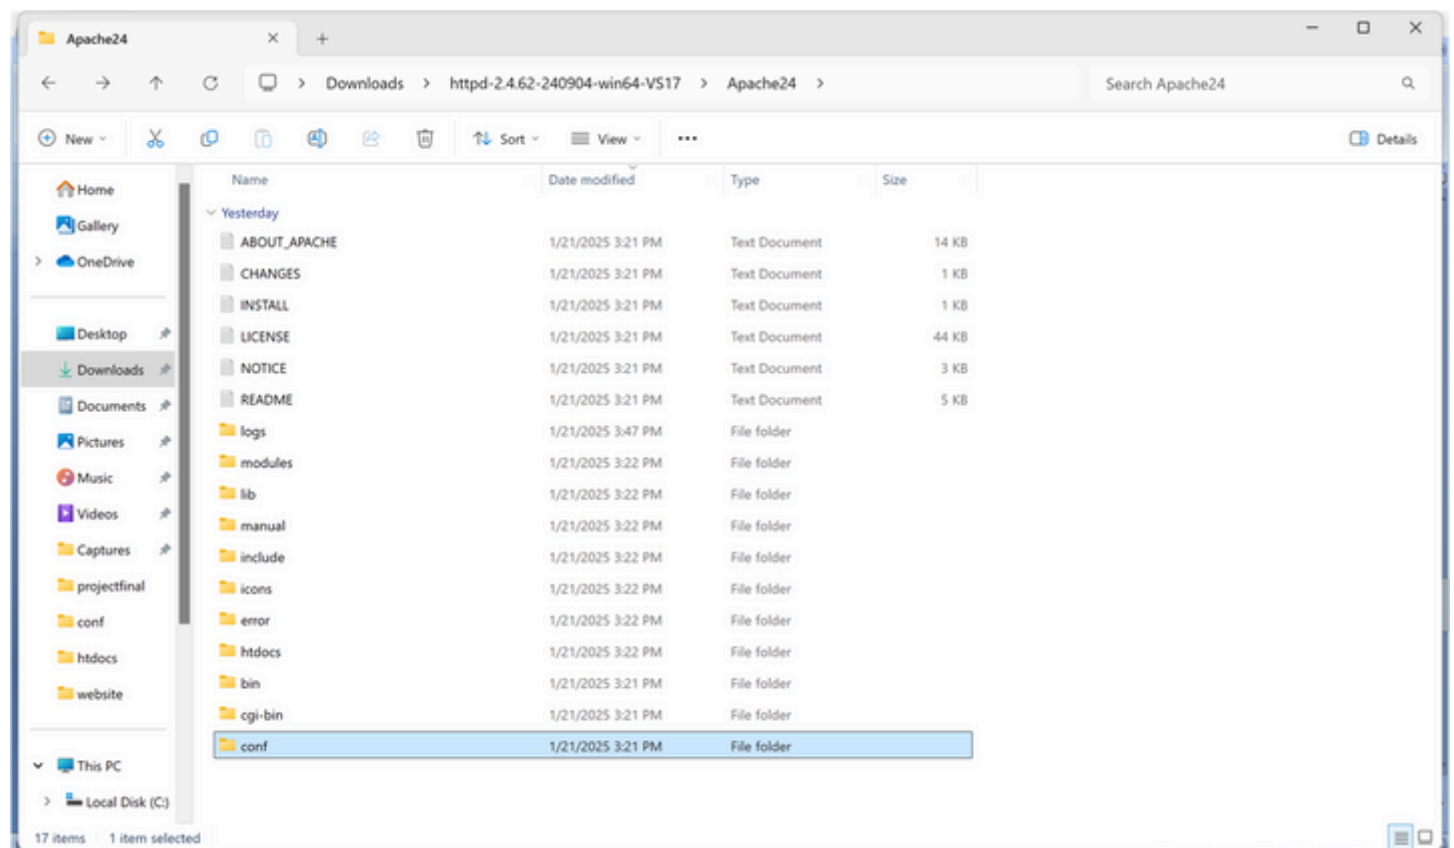 Apache24
Downloads > httpd-2.4.62-240904-win64-VS17 > Apache24 >
Search Apache24
New
Sort
View
Details
Name Date modified Type Size
Yesterday
ABOUT_APACHE 1/21/2025 3:21 PM Text Document 14 KB
CHANGES 1/21/2025 3:21 PM Text Document 1 KB
INSTALL 1/21/2025 3:21 PM Text Document 1 KB
LICENSE 1/21/2025 3:21 PM Text Document 44 KB
NOTICE 1/21/2025 3:21 PM Text Document 3 KB
README 1/21/2025 3:21 PM Text Document 5 KB
logs 1/21/2025 3:47 PM File folder
modules 1/21/2025 3:22 PM File folder
lib 1/21/2025 3:22 PM File folder
manual 1/21/2025 3:22 PM File folder
include 1/21/2025 3:22 PM File folder
icons 1/21/2025 3:22 PM File folder
error 1/21/2025 3:22 PM File folder
htdocs 1/21/2025 3:22 PM File folder
bin 1/21/2025 3:21 PM File folder
cgi-bin 1/21/2025 3:21 PM File folder
conf 1/21/2025 3:21 PM File folder
Home
Gallery
OneDrive
Desktop
Downloads
Documents
Pictures
Music
Videos
Captures
projectfinal
conf
htdocs
website
This PC
Local Disk (C:)
17 items 1 item selected